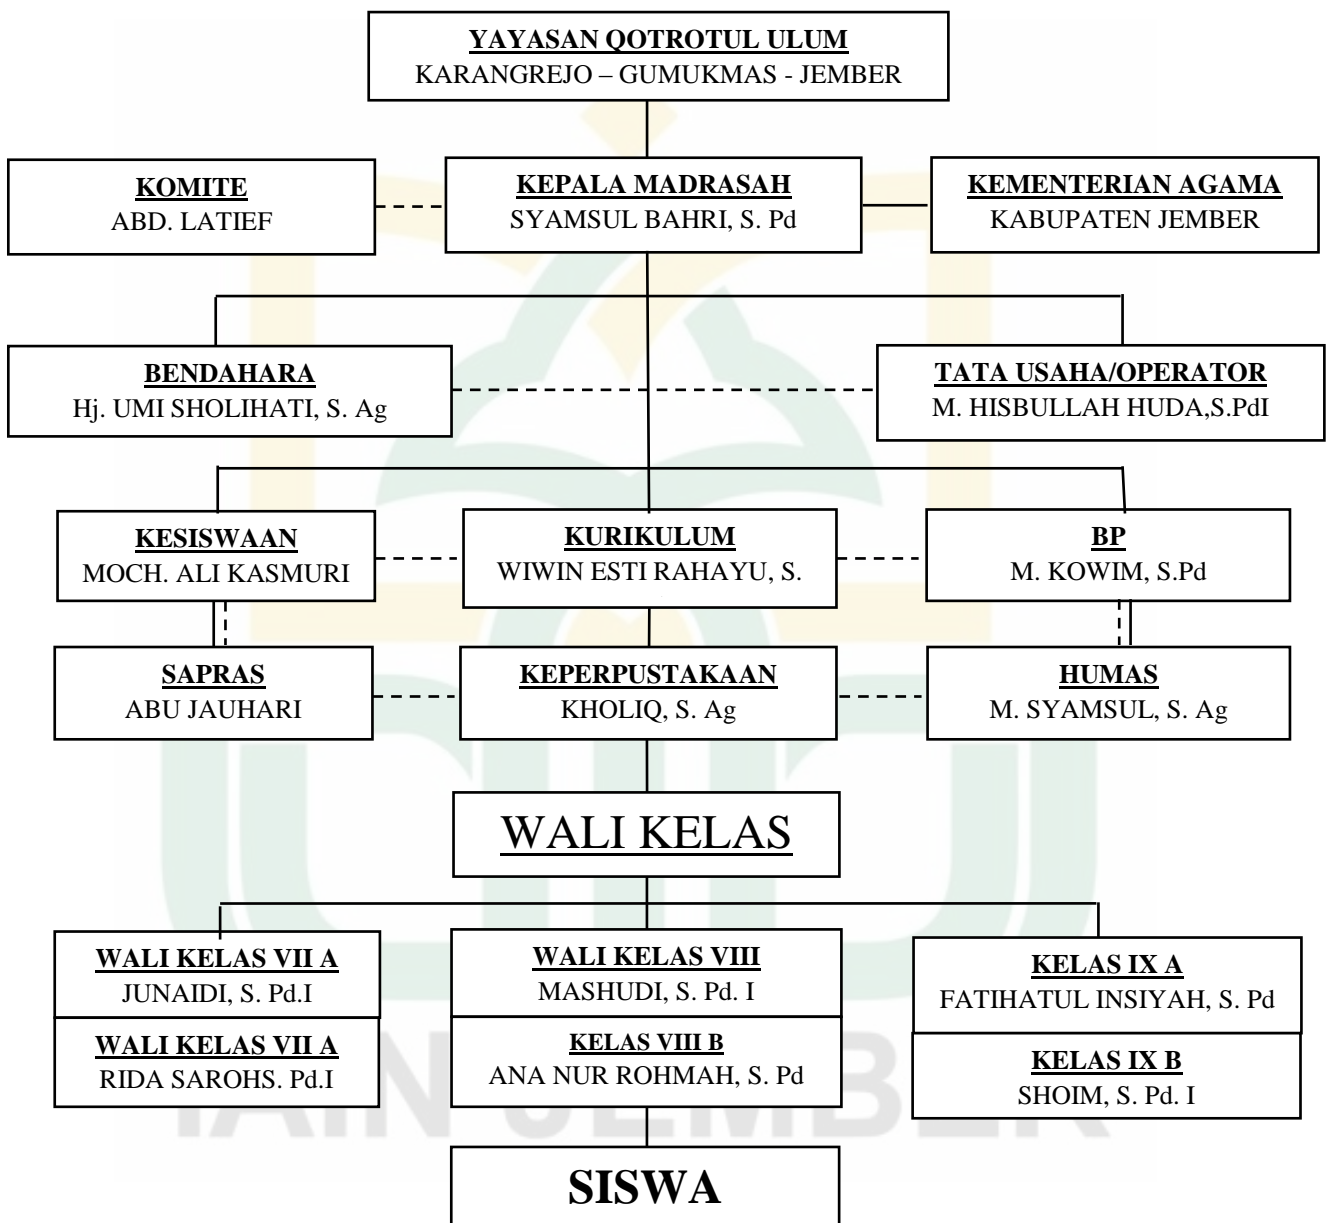 YAYASAN QOTROTUL ULUM
KARANGREJO – GUMUKMAS - JEMBER
KOMITE
ABD. LATIEF
KEPALA MADRASAH
SYAMSUL BAHRI, S. Pd
KEMENTERIAN AGAMA
KABUPATEN JEMBER
BENDAHARA
Hj. UMI SHOLIHATI, S. Ag
TATA USAHA/OPERATOR
M. HISBULLAH HUDA,S.PdI
KESISWAAN
MOCH. ALI KASMURI
KURIKULUM
WIWIN ESTI RAHAYU, S.
BP
M. KOWIM, S.Pd
SAPRAS
ABU JAUHARI
KEPERPUSTAKAAN
KHOLIQ, S. Ag
HUMAS
M. SYAMSUL, S. Ag
WALI KELAS
WALI KELAS VII A
JUNAIDI, S. Pd.I
WALI KELAS VII A
RIDA SAROHS. Pd.I
WALI KELAS VIII
MASHUDI, S. Pd. I
KELAS VIII B
ANA NUR ROHMAH, S. Pd
KELAS IX A
FATIHATUL INSIYAH, S. Pd
KELAS IX B
SHOIM, S. Pd. I
IAIN JEMBER
SISWA